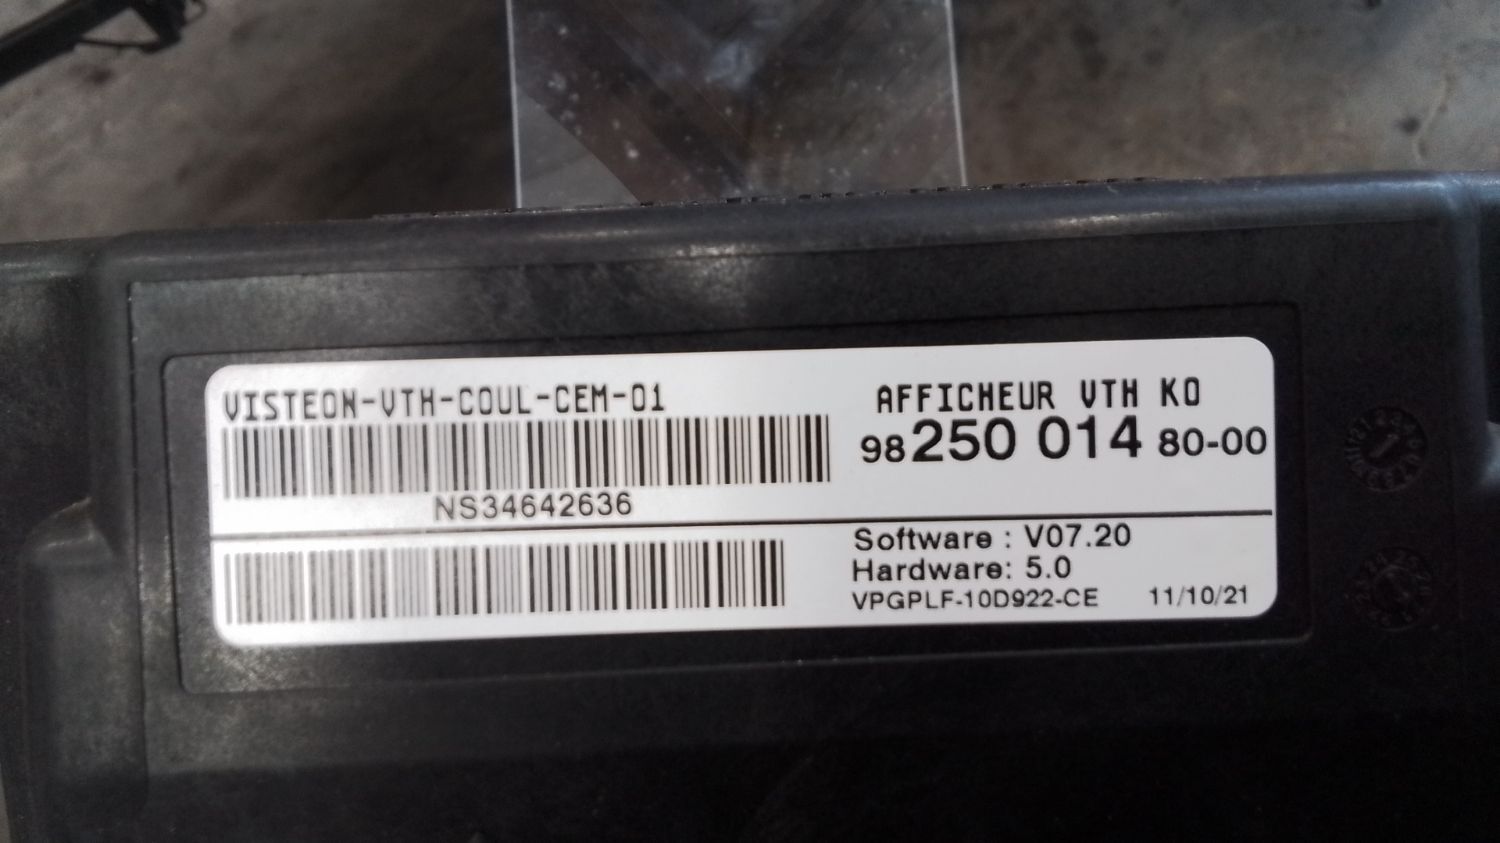 VISTEON-VTH-COUL-CEM-01
AFFICHEUR VTH KO
98 250 014 80-00
NS34642636
Software : V07.20
Hardware: 5.0
VPGPLF-10D922-CE 11/10/21